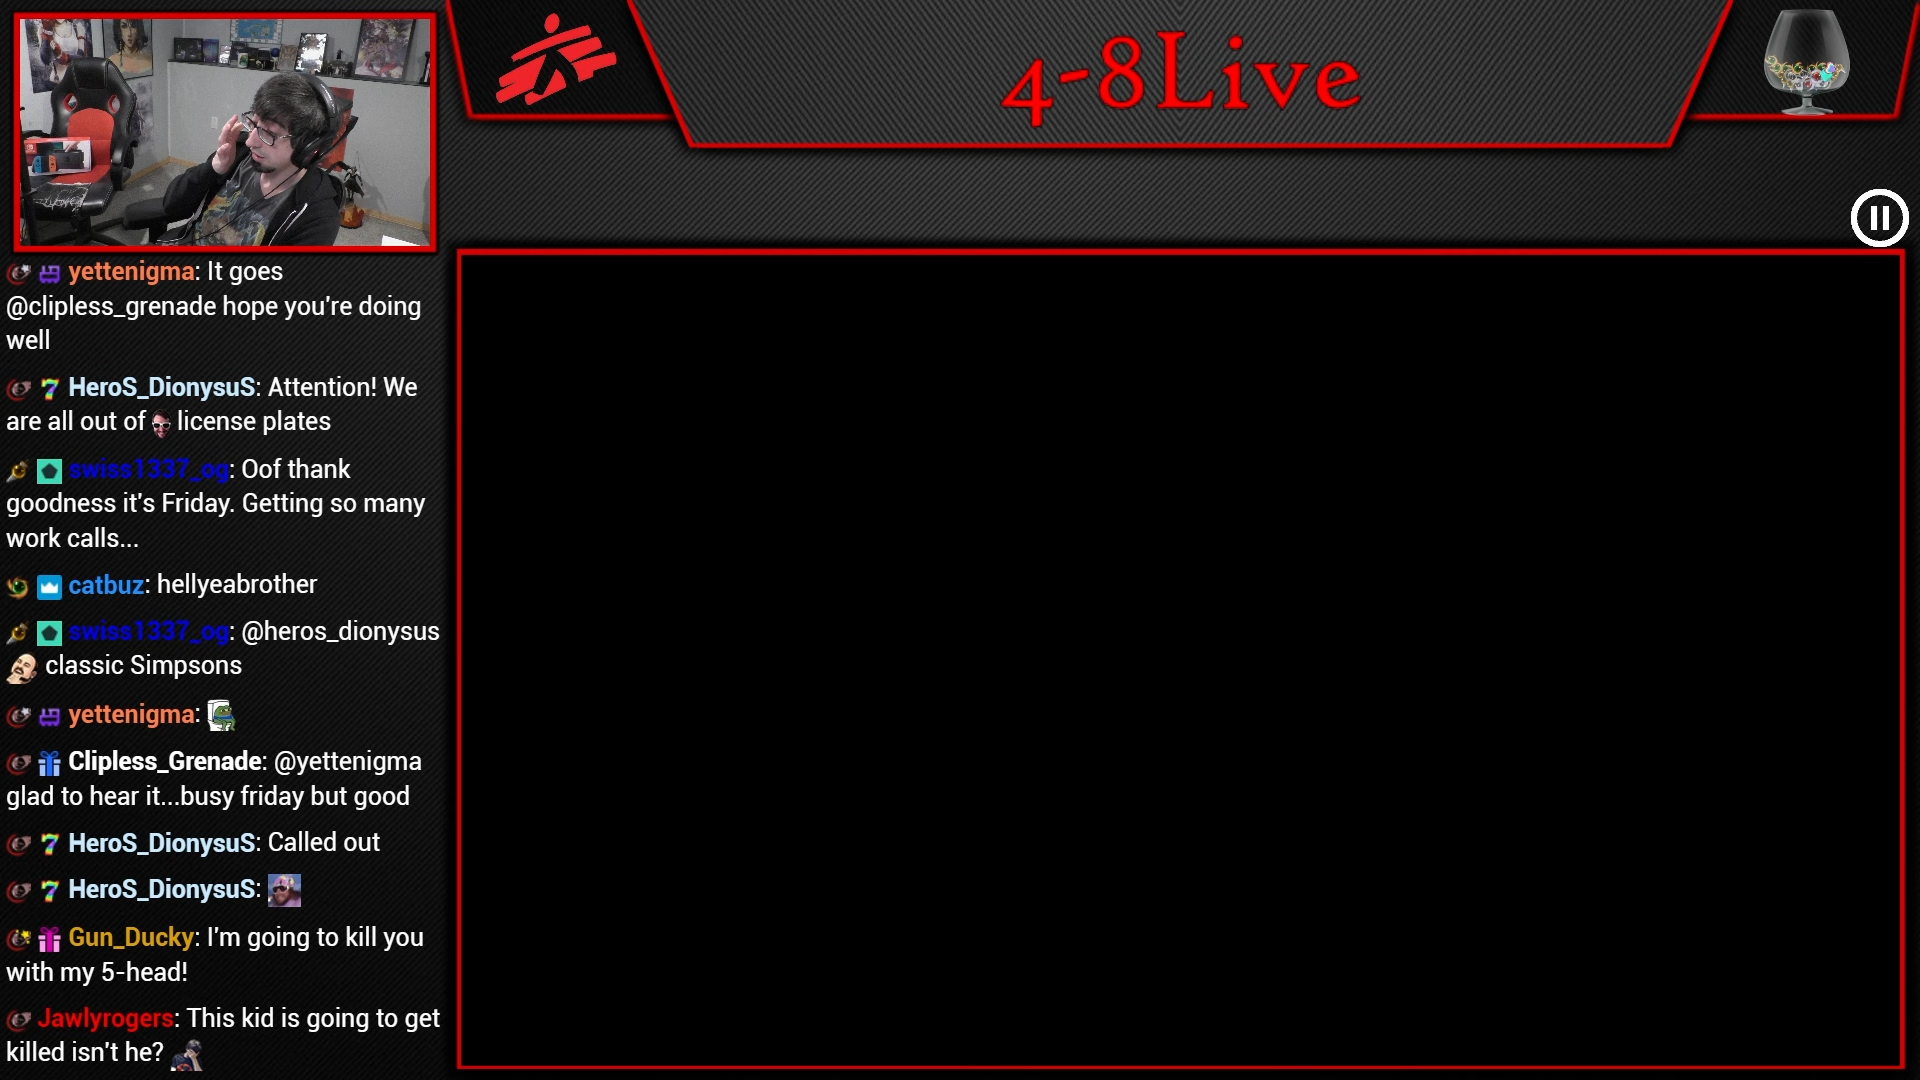 4-8Live
yettenigma: It goes
@clipless_grenade hope you're doing
well
HeroS_DionysuS: Attention! We
are all out of license plates
swiss1337_og: Oof thank
goodness it's Friday. Getting so many
work calls...
catbuz: hellyeabrother
swiss1337_og: @heros_dionysus
classic Simpsons
yettenigma:
Clipless_Grenade: @yettenigma
glad to hear it...busy friday but good
HeroS_DionysuS: Called out
HeroS_DionysuS:
Gun_Ducky: I'm going to kill you
with my 5-head!
Jawlyrogers: This kid is going to get
killed isn't he?